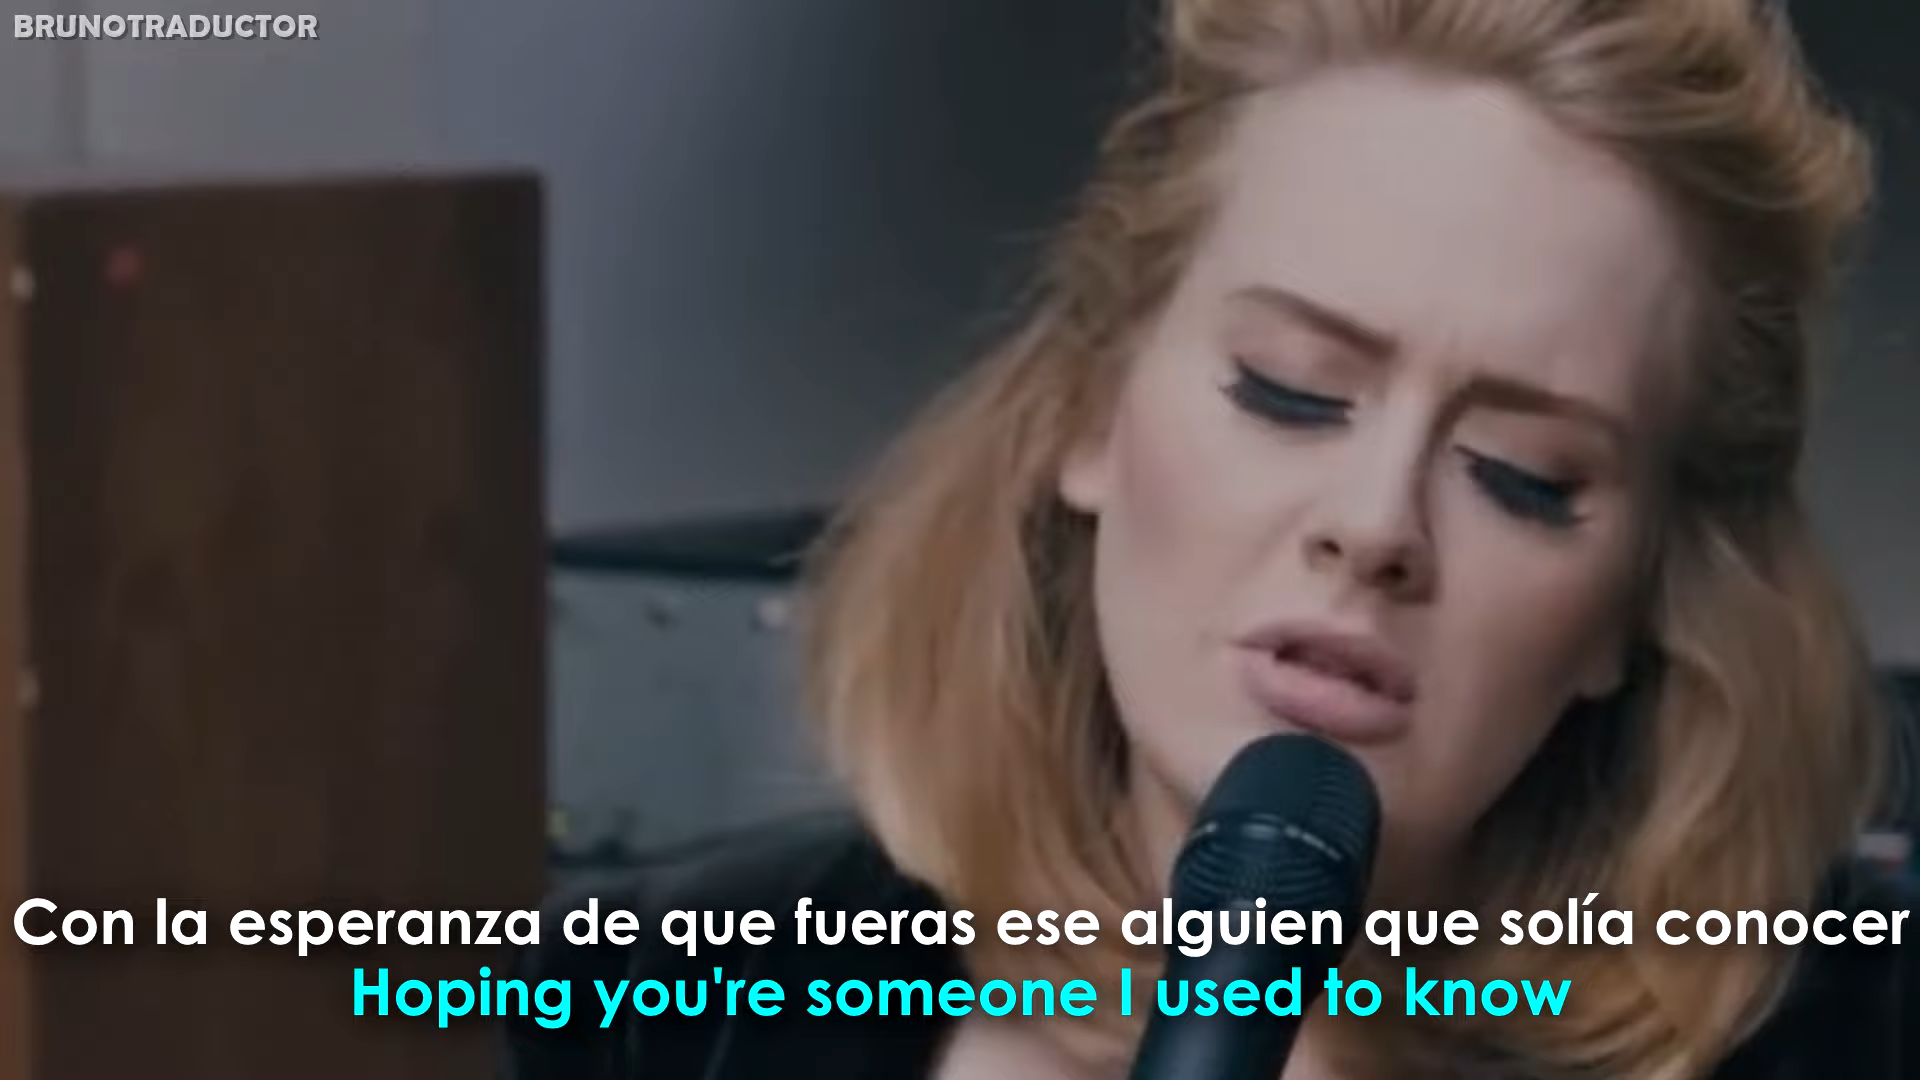 BRUNOTRADUCTOR
Con la esperanza de que fueras ese alguien que solía conocer
Hoping you're someone I used to know